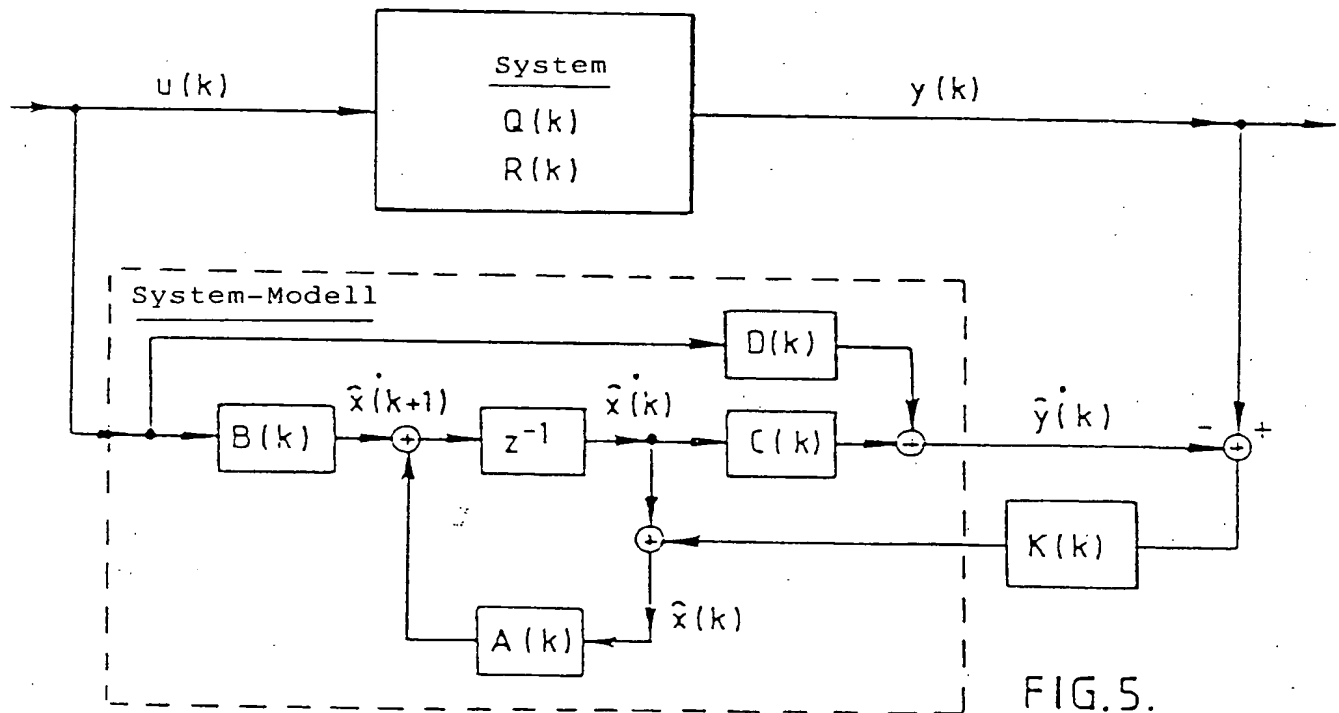 System
u(k)
y(k)
Q(k)
R(k)
System-Modell
D(k)
x̂˙(k+1)
x̂˙(k)
ŷ˙(k)
- +
B(k)
+
z⁻¹
C(k)
+
+
+
K(k)
A(k)
x̂(k)
FIG.5.